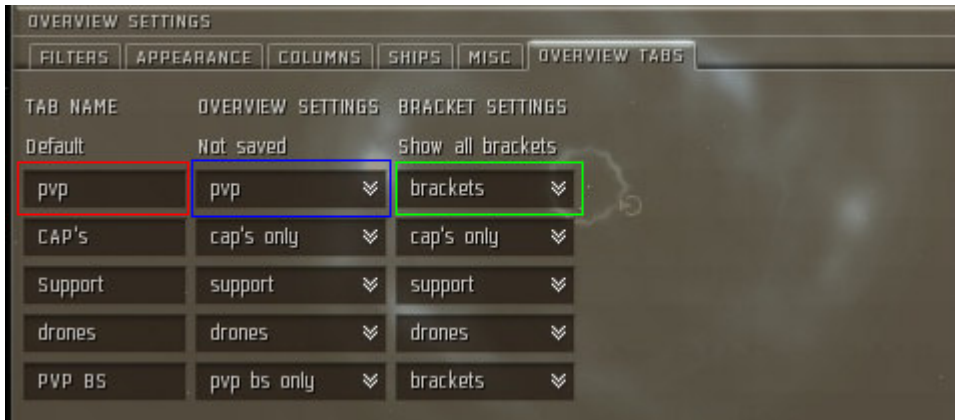 OVERVIEW SETTINGS
FILTERS APPEARANCE COLUMNS SHIPS MISC OVERVIEW TABS
TAB NAME OVERVIEW SETTINGS BRACKET SETTINGS
Default Not saved Show all brackets
pvp pvp brackets
CAP's cap's only cap's only
Support support support
drones drones drones
PVP BS pvp bs only brackets